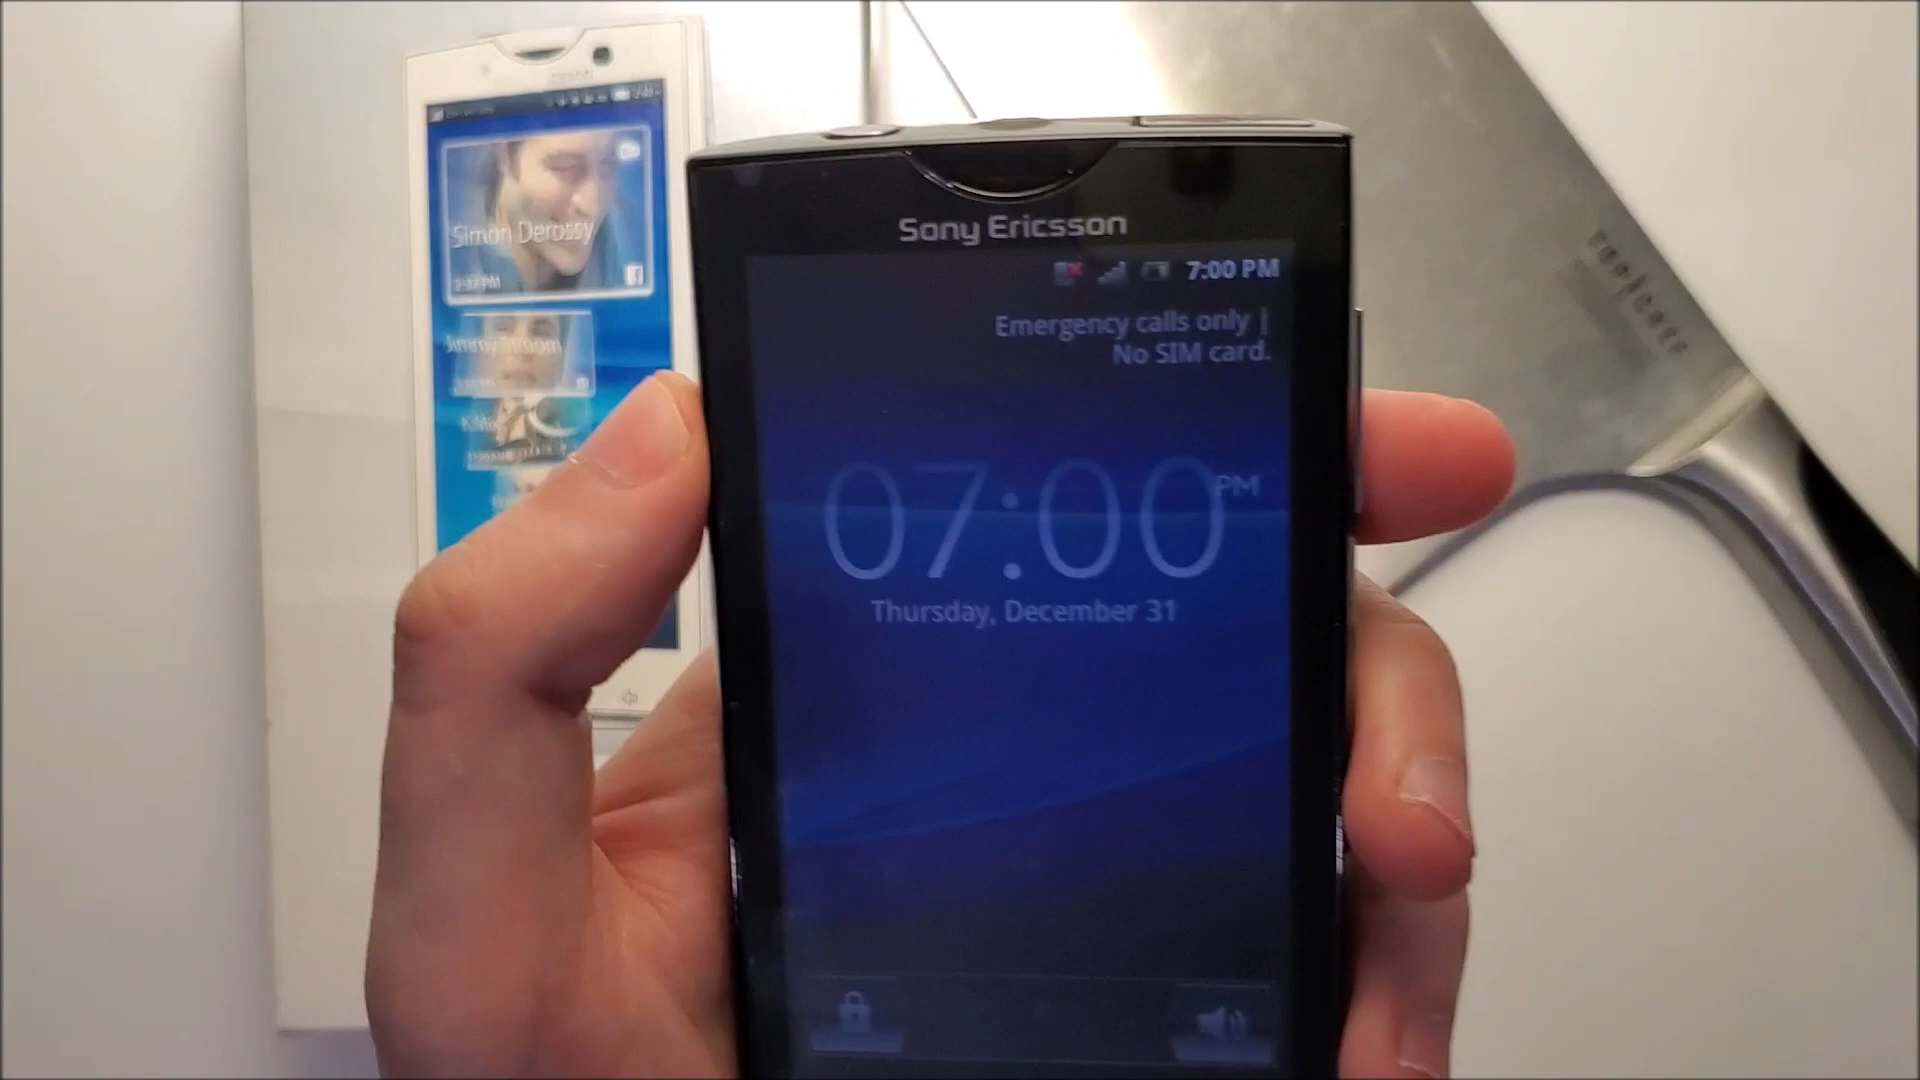 Simon Derossy
Sony Ericsson
7:00 PM
Emergency calls only |
No SIM card.
07:00 PM
Thursday, December 31